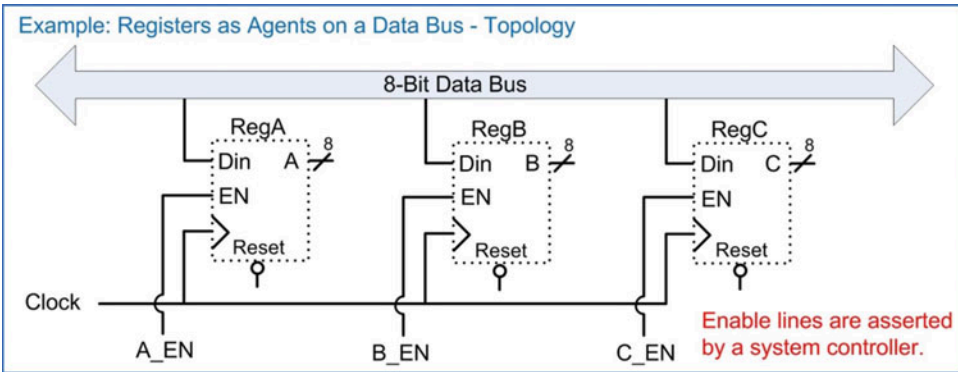 Example: Registers as Agents on a Data Bus - Topology
8-Bit Data Bus
RegA
RegB
RegC
Din A 8
Din B 8
Din C 8
EN
EN
EN
Reset
Reset
Reset
Clock
A_EN
B_EN
C_EN
Enable lines are asserted
by a system controller.